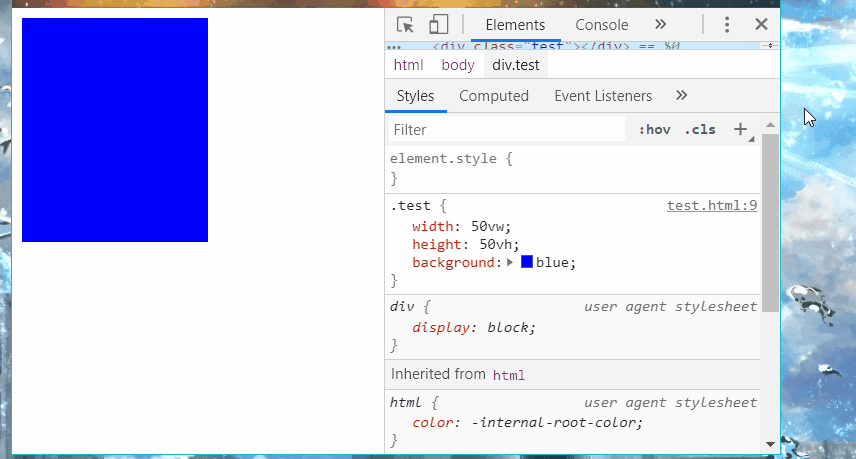 Elements Console »
••• <div class="test"></div> == $0
html body div.test
Styles Computed Event Listeners »
Filter :hov .cls +
element.style {
}
.test { test.html:9
width: 50vw;
height: 50vh;
background: blue;
}
div { user agent stylesheet
display: block;
}
Inherited from html
html { user agent stylesheet
color: -internal-root-color;
}